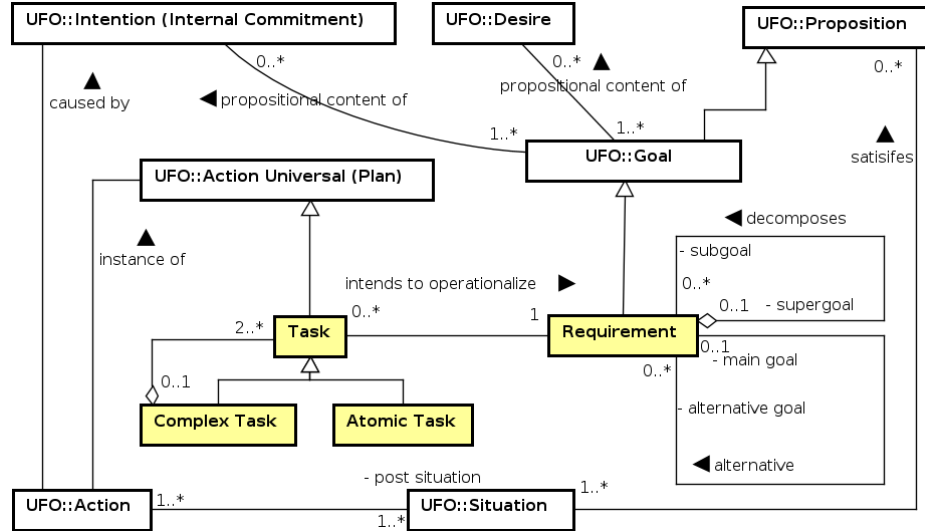 UFO::Intention (Internal Commitment)
UFO::Desire
UFO::Proposition
0..*
0..*
0..*
caused by
propositional content of
propositional content of
1..*
1..*
satisifes
UFO::Goal
UFO::Action Universal (Plan)
decomposes
instance of
- subgoal
intends to operationalize
0..*
0..1
- supergoal
2..*
Task
0..*
1
Requirement
0..1
- main goal
0..*
0..1
Complex Task
Atomic Task
- alternative goal
alternative
- post situation
UFO::Action
1..*
1..*
UFO::Situation
1..*